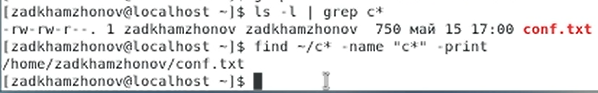 [zadkhamzhonov@localhost ~]$ ls -l | grep c*
-rw-rw-r--. 1 zadkhamzhonov zadkhamzhonov  750 май 15 17:00 conf.txt
[zadkhamzhonov@localhost ~]$ find ~/c* -name "c*" -print
/home/zadkhamzhonov/conf.txt
[zadkhamzhonov@localhost ~]$